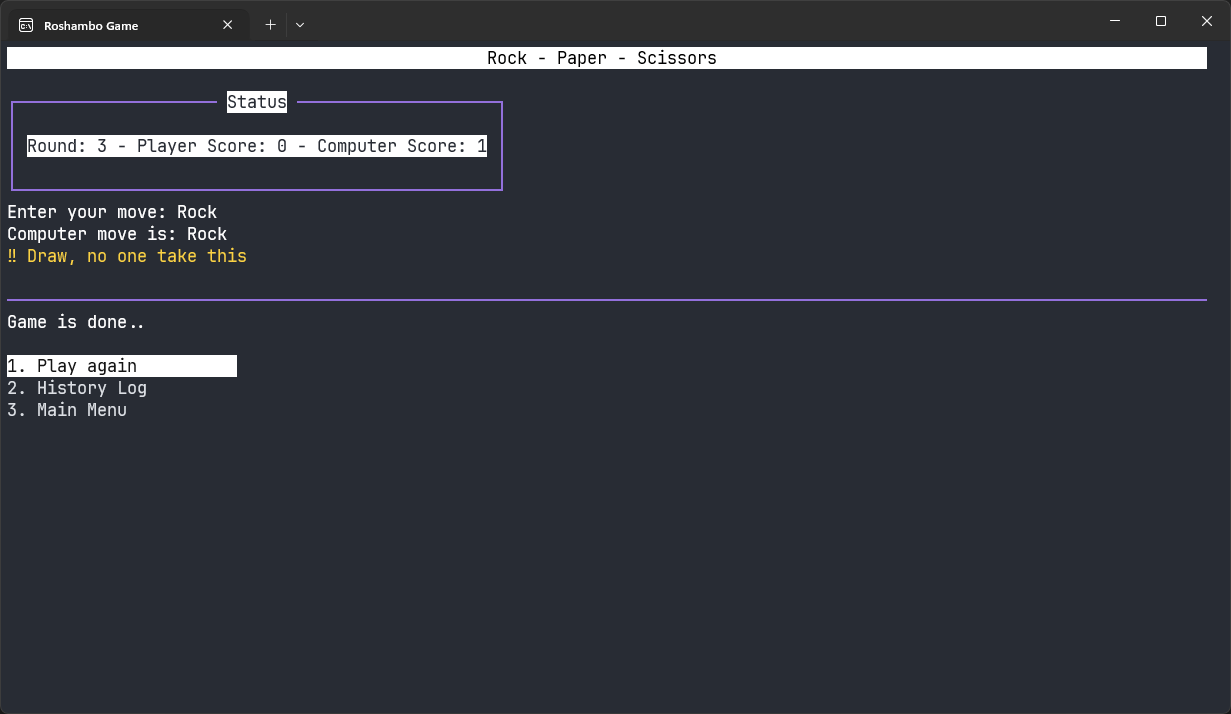 Roshambo Game
Rock - Paper - Scissors
Status
Round: 3 - Player Score: 0 - Computer Score: 1
Enter your move: Rock
Computer move is: Rock
‼ Draw, no one take this
Game is done..
1. Play again
2. History Log
3. Main Menu